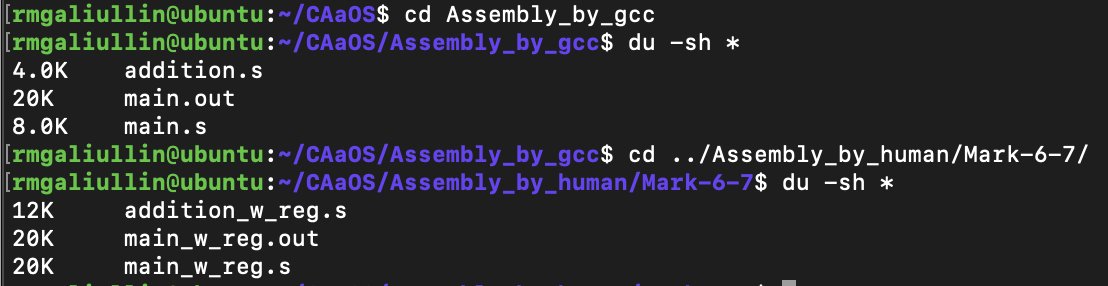 [rmgaliullin@ubuntu:~/CAaOS$ cd Assembly_by_gcc
[rmgaliullin@ubuntu:~/CAaOS/Assembly_by_gcc$ du -sh *
4.0K    addition.s
20K     main.out
8.0K    main.s
[rmgaliullin@ubuntu:~/CAaOS/Assembly_by_gcc$ cd ../Assembly_by_human/Mark-6-7/
[rmgaliullin@ubuntu:~/CAaOS/Assembly_by_human/Mark-6-7$ du -sh *
12K     addition_w_reg.s
20K     main_w_reg.out
20K     main_w_reg.s